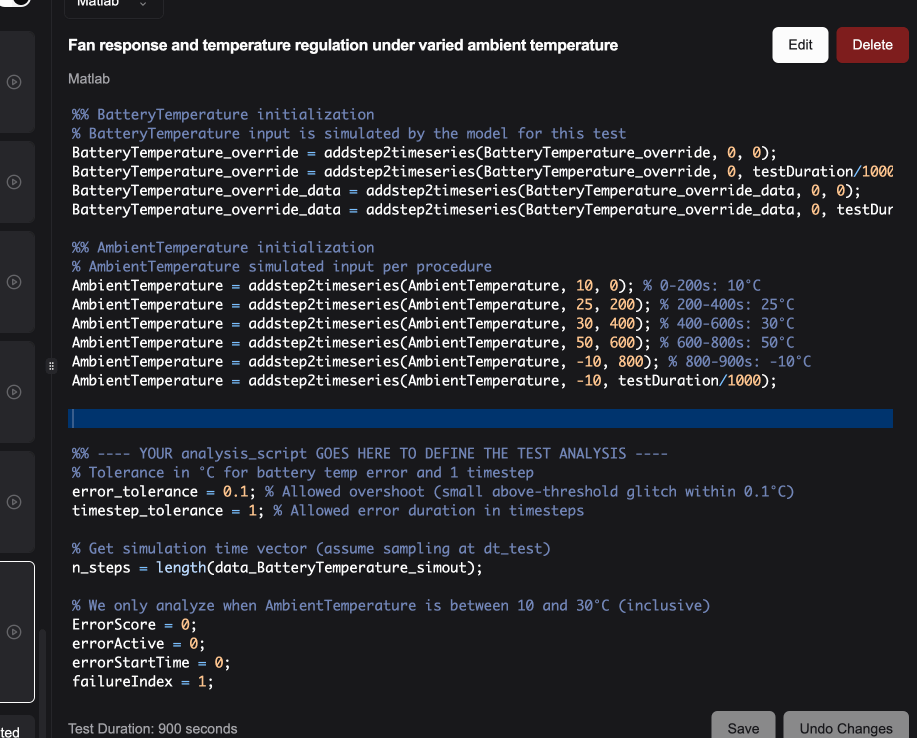 Matlab
Fan response and temperature regulation under varied ambient temperature
Edit
Delete
Matlab
%% BatteryTemperature initialization
% BatteryTemperature input is simulated by the model for this test
BatteryTemperature_override = addstep2timeseries(BatteryTemperature_override, 0, 0);
BatteryTemperature_override = addstep2timeseries(BatteryTemperature_override, 0, testDuration/1000
BatteryTemperature_override_data = addstep2timeseries(BatteryTemperature_override_data, 0, 0);
BatteryTemperature_override_data = addstep2timeseries(BatteryTemperature_override_data, 0, testDur
%% AmbientTemperature initialization
% AmbientTemperature simulated input per procedure
AmbientTemperature = addstep2timeseries(AmbientTemperature, 10, 0); % 0-200s: 10°C
AmbientTemperature = addstep2timeseries(AmbientTemperature, 25, 200); % 200-400s: 25°C
AmbientTemperature = addstep2timeseries(AmbientTemperature, 30, 400); % 400-600s: 30°C
AmbientTemperature = addstep2timeseries(AmbientTemperature, 50, 600); % 600-800s: 50°C
AmbientTemperature = addstep2timeseries(AmbientTemperature, -10, 800); % 800-900s: -10°C
AmbientTemperature = addstep2timeseries(AmbientTemperature, -10, testDuration/1000);
%% ---- YOUR analysis_script GOES HERE TO DEFINE THE TEST ANALYSIS ----
% Tolerance in °C for battery temp error and 1 timestep
error_tolerance = 0.1; % Allowed overshoot (small above-threshold glitch within 0.1°C)
timestep_tolerance = 1; % Allowed error duration in timesteps
% Get simulation time vector (assume sampling at dt_test)
n_steps = length(data_BatteryTemperature_simout);
% We only analyze when AmbientTemperature is between 10 and 30°C (inclusive)
ErrorScore = 0;
errorActive = 0;
errorStartTime = 0;
failureIndex = 1;
ted
Test Duration: 900 seconds
Save
Undo Changes